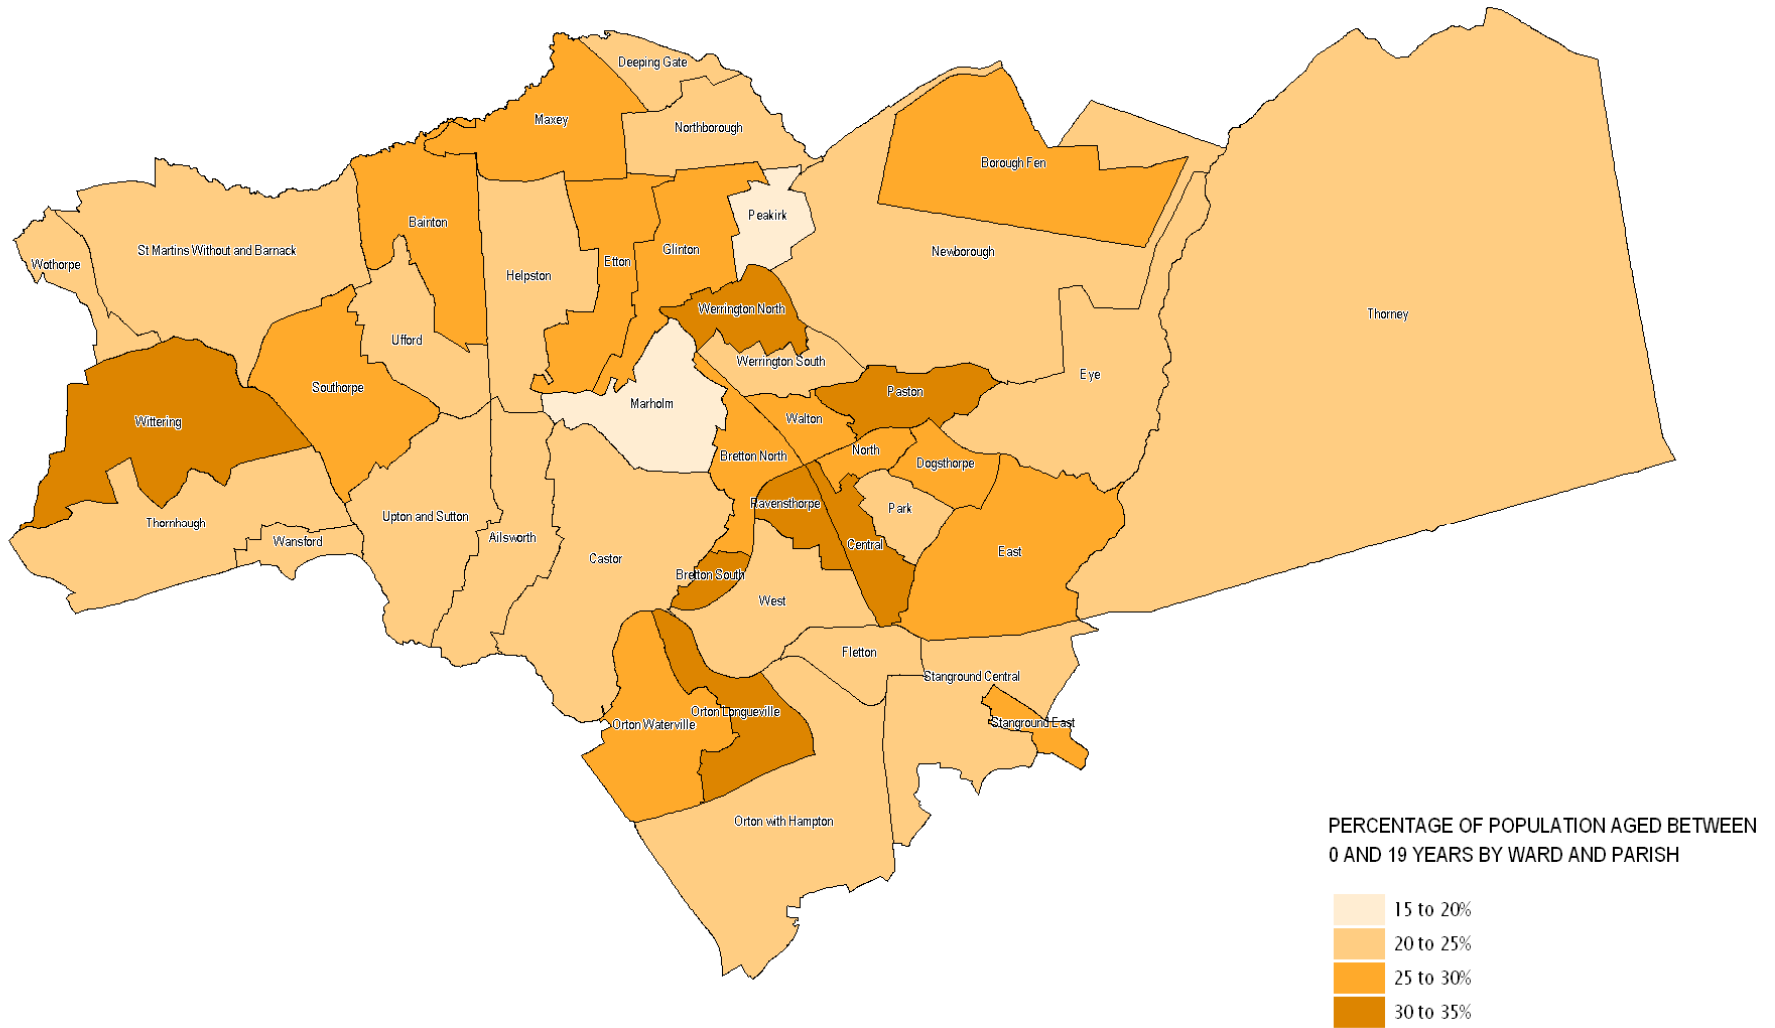 Deeping Gate
Maxey
Northborough
Borough Fen
Peakirk
Bainton
St Martins Without and Barnack
Glinton
Newborough
Wothorpe
Etton
Helpston
Werrington North
Thorney
Ufford
Werrington South
Eye
Southorpe
Paston
Marholm
Wittering
Walton
North
Bretton North
Dogsthorpe
Ravensthorpe
Park
Upton and Sutton
Thornhaugh
Ailsworth
Wansford
Central
East
Castor
Bretton South
West
Fletton
Stanground Central
Orton Longueville
Stanground East
Orton Waterville
Orton with Hampton
PERCENTAGE OF POPULATION AGED BETWEEN
0 AND 19 YEARS BY WARD AND PARISH
15 to 20%
20 to 25%
25 to 30%
30 to 35%